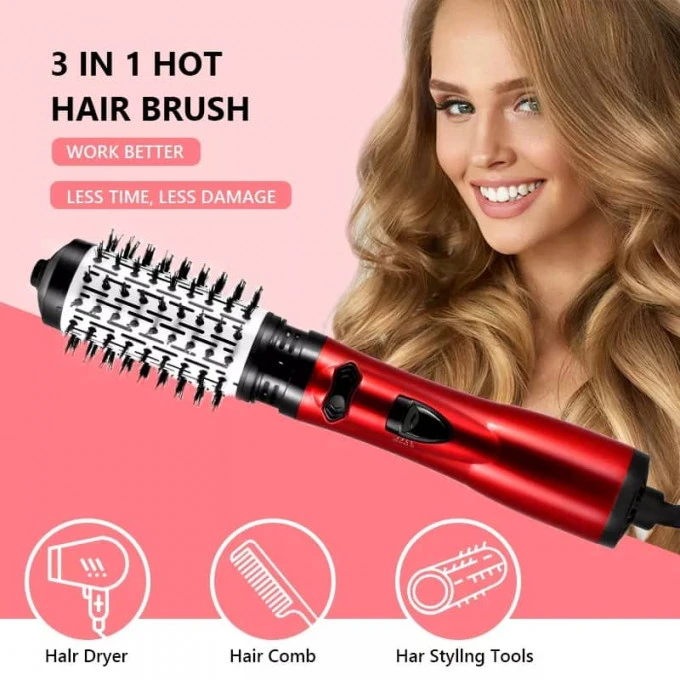 3 IN 1 HOT
HAIR BRUSH
WORK BETTER
LESS TIME, LESS DAMAGE
Halr Dryer
Hair Comb
Har Styllng Tools